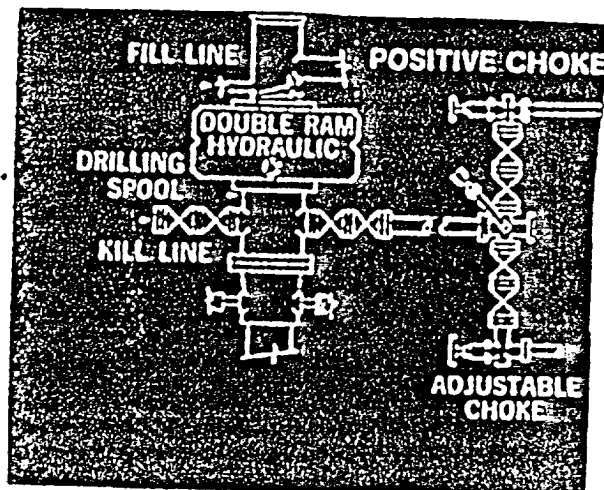 FILL LINE
POSITIVE CHOKE
DOUBLE RAM
HYDRAULIC
DRILLING
SPOOL
KILL LINE
ADJUSTABLE
CHOKE